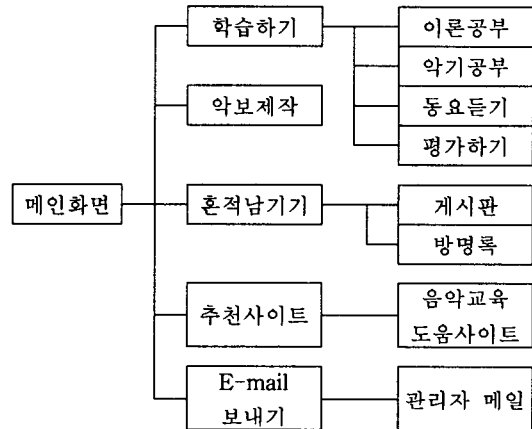 메인화면
학습하기
이론공부
악기공부
동요듣기
평가하기
악보제작
흔적남기기
게시판
방명록
추천사이트
음악교육
도움사이트
E-mail
보내기
관리자 메일